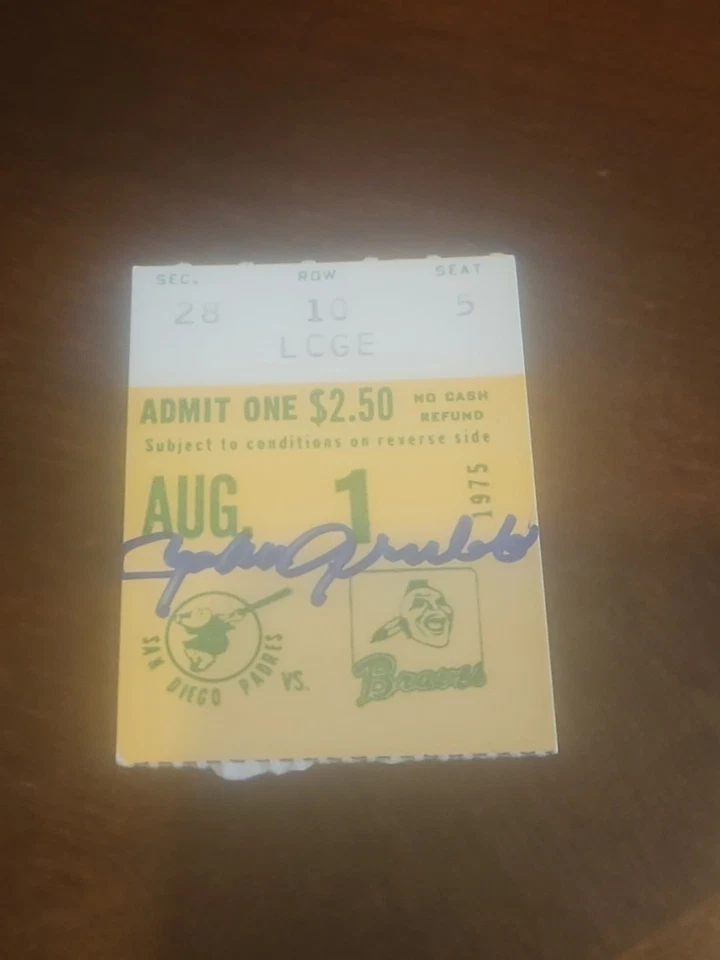 SEC. ROW SEAT
28 10 5
LCGE
ADMIT ONE $2.50 NO CASH REFUND
Subject to conditions on reverse side
AUG. 1 1975
SAN DIEGO PADRES VS. Braves